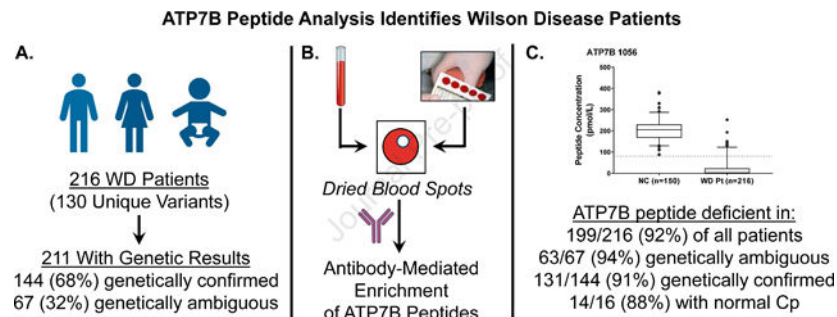 ATP7B Peptide Analysis Identifies Wilson Disease Patients
A.
216 WD Patients
(130 Unique Variants)
211 With Genetic Results
144 (68%) genetically confirmed
67 (32%) genetically ambiguous
B.
Dried Blood Spots
Antibody-Mediated
Enrichment
of ATP7B Peptides
C.
ATP7B 1056
Peptide Concentration
(pmol/L)
500
400
300
200
100
0
NC (n=150) WD Pt (n=216)
ATP7B peptide deficient in:
199/216 (92%) of all patients
63/67 (94%) genetically ambiguous
131/144 (91%) genetically confirmed
14/16 (88%) with normal Cp